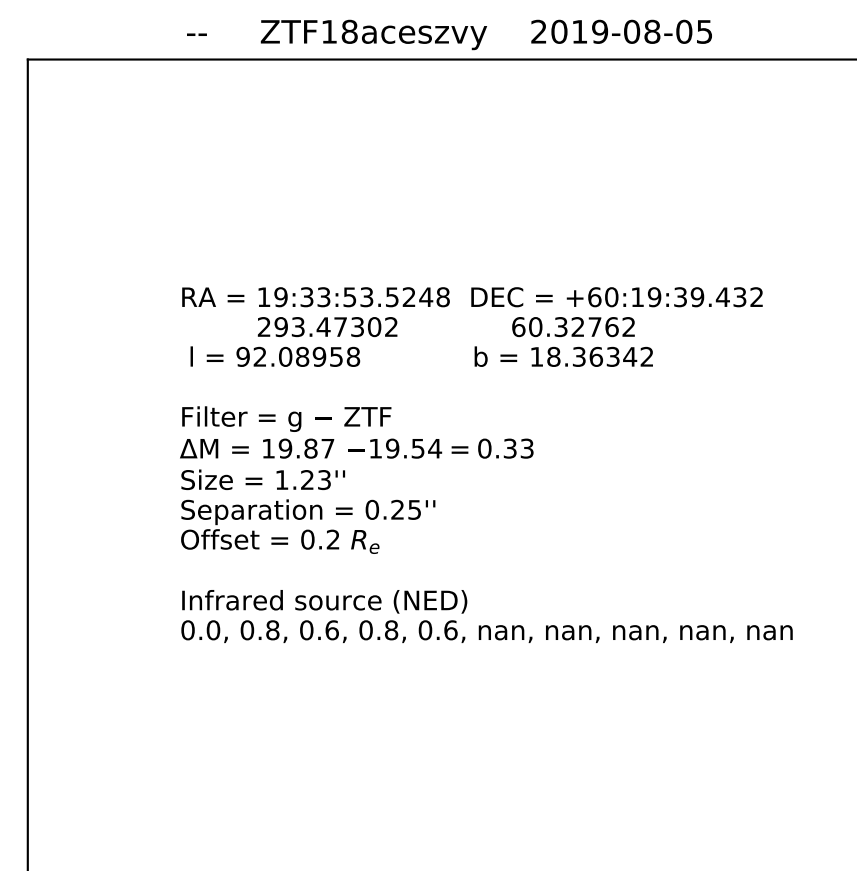 -- ZTF18aceszvy 2019-08-05
RA = 19:33:53.5248 DEC = +60:19:39.432
293.47302 60.32762
l = 92.08958 b = 18.36342
Filter = g − ZTF
ΔM = 19.87 −19.54 = 0.33
Size = 1.23''
Separation = 0.25''
Offset = 0.2 Re
Infrared source (NED)
0.0, 0.8, 0.6, 0.8, 0.6, nan, nan, nan, nan, nan